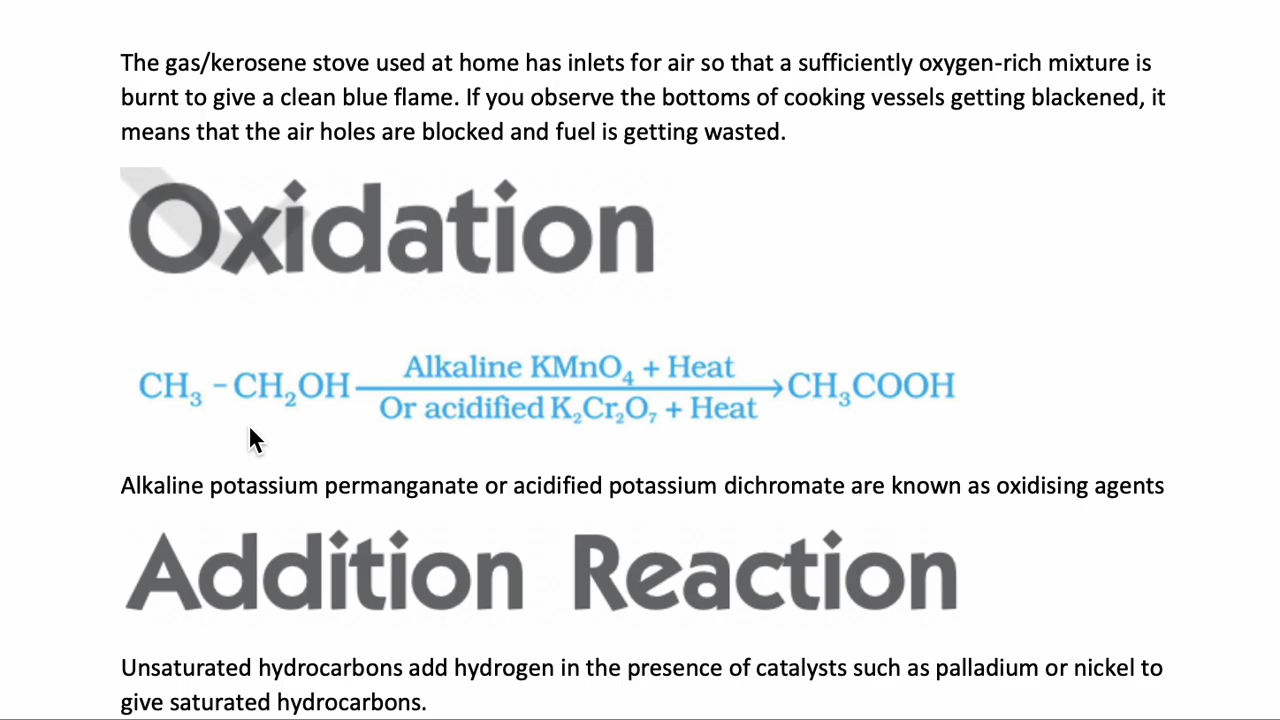 The gas/kerosene stove used at home has inlets for air so that a sufficiently oxygen-rich mixture is
burnt to give a clean blue flame. If you observe the bottoms of cooking vessels getting blackened, it
means that the air holes are blocked and fuel is getting wasted.
Oxidation
CH₃ – CH₂OH Alkaline KMnO₄ + Heat → CH₃COOH
Or acidified K₂Cr₂O₇ + Heat
Alkaline potassium permanganate or acidified potassium dichromate are known as oxidising agents
Addition Reaction
Unsaturated hydrocarbons add hydrogen in the presence of catalysts such as palladium or nickel to
give saturated hydrocarbons.